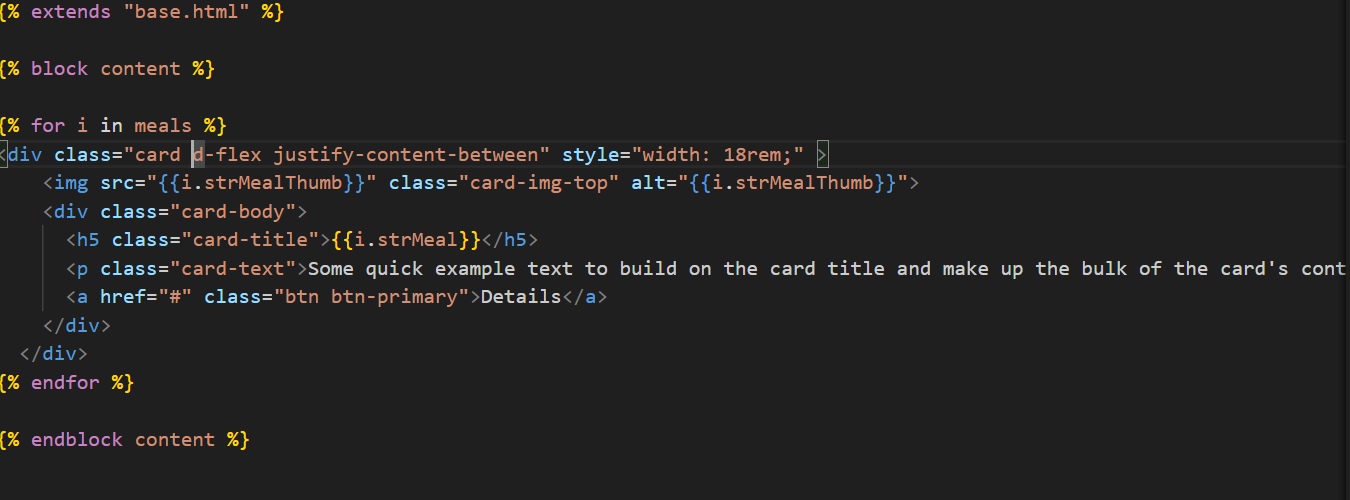 {% extends "base.html" %}
{% block content %}
{% for i in meals %}
<div class="card d-flex justify-content-between" style="width: 18rem;" >
<img src="{{i.strMealThumb}}" class="card-img-top" alt="{{i.strMealThumb}}">
<div class="card-body">
<h5 class="card-title">{{i.strMeal}}</h5>
<p class="card-text">Some quick example text to build on the card title and make up the bulk of the card's cont
<a href="#" class="btn btn-primary">Details</a>
</div>
</div>
{% endfor %}
{% endblock content %}